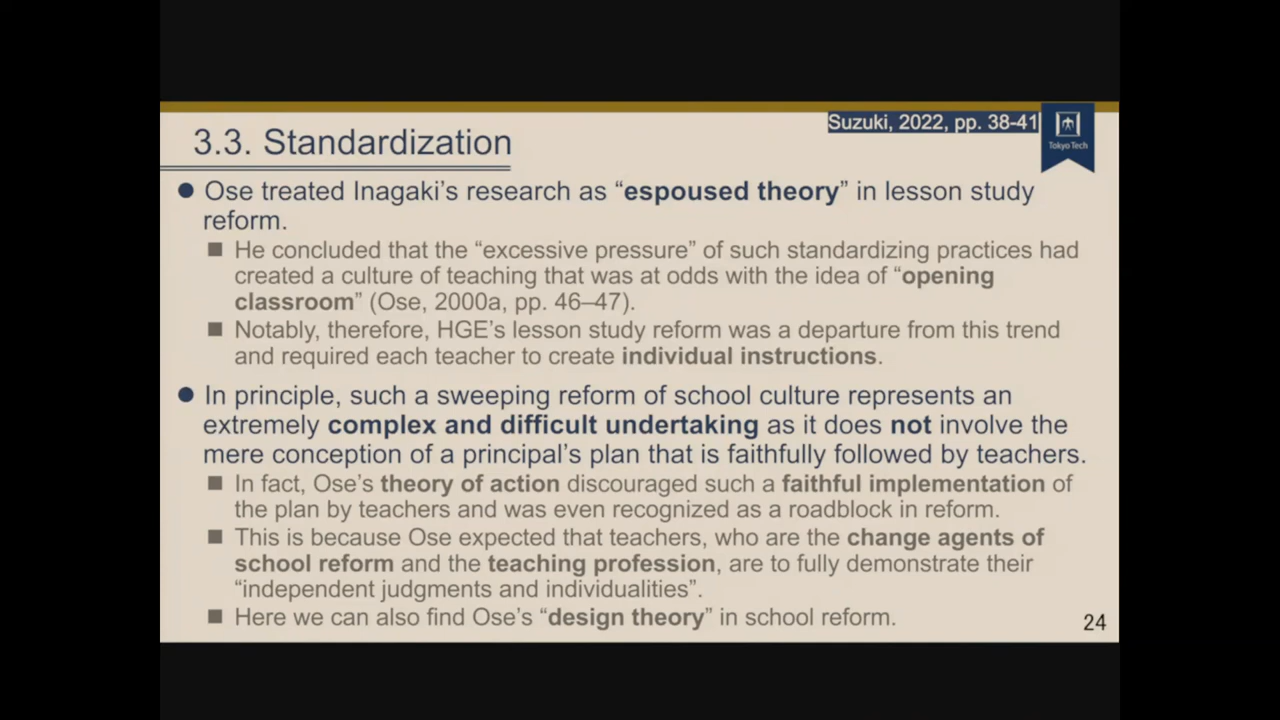 Suzuki, 2022, pp. 38-41
3.3. Standardization
Tokyo Tech
● Ose treated Inagaki’s research as “espoused theory” in lesson study
reform.
■ He concluded that the “excessive pressure” of such standardizing practices had
created a culture of teaching that was at odds with the idea of “opening
classroom” (Ose, 2000a, pp. 46–47).
■ Notably, therefore, HGE’s lesson study reform was a departure from this trend
and required each teacher to create individual instructions.
● In principle, such a sweeping reform of school culture represents an
extremely complex and difficult undertaking as it does not involve the
mere conception of a principal’s plan that is faithfully followed by teachers.
■ In fact, Ose’s theory of action discouraged such a faithful implementation of
the plan by teachers and was even recognized as a roadblock in reform.
■ This is because Ose expected that teachers, who are the change agents of
school reform and the teaching profession, are to fully demonstrate their
“independent judgments and individualities”.
■ Here we can also find Ose’s “design theory” in school reform.
24